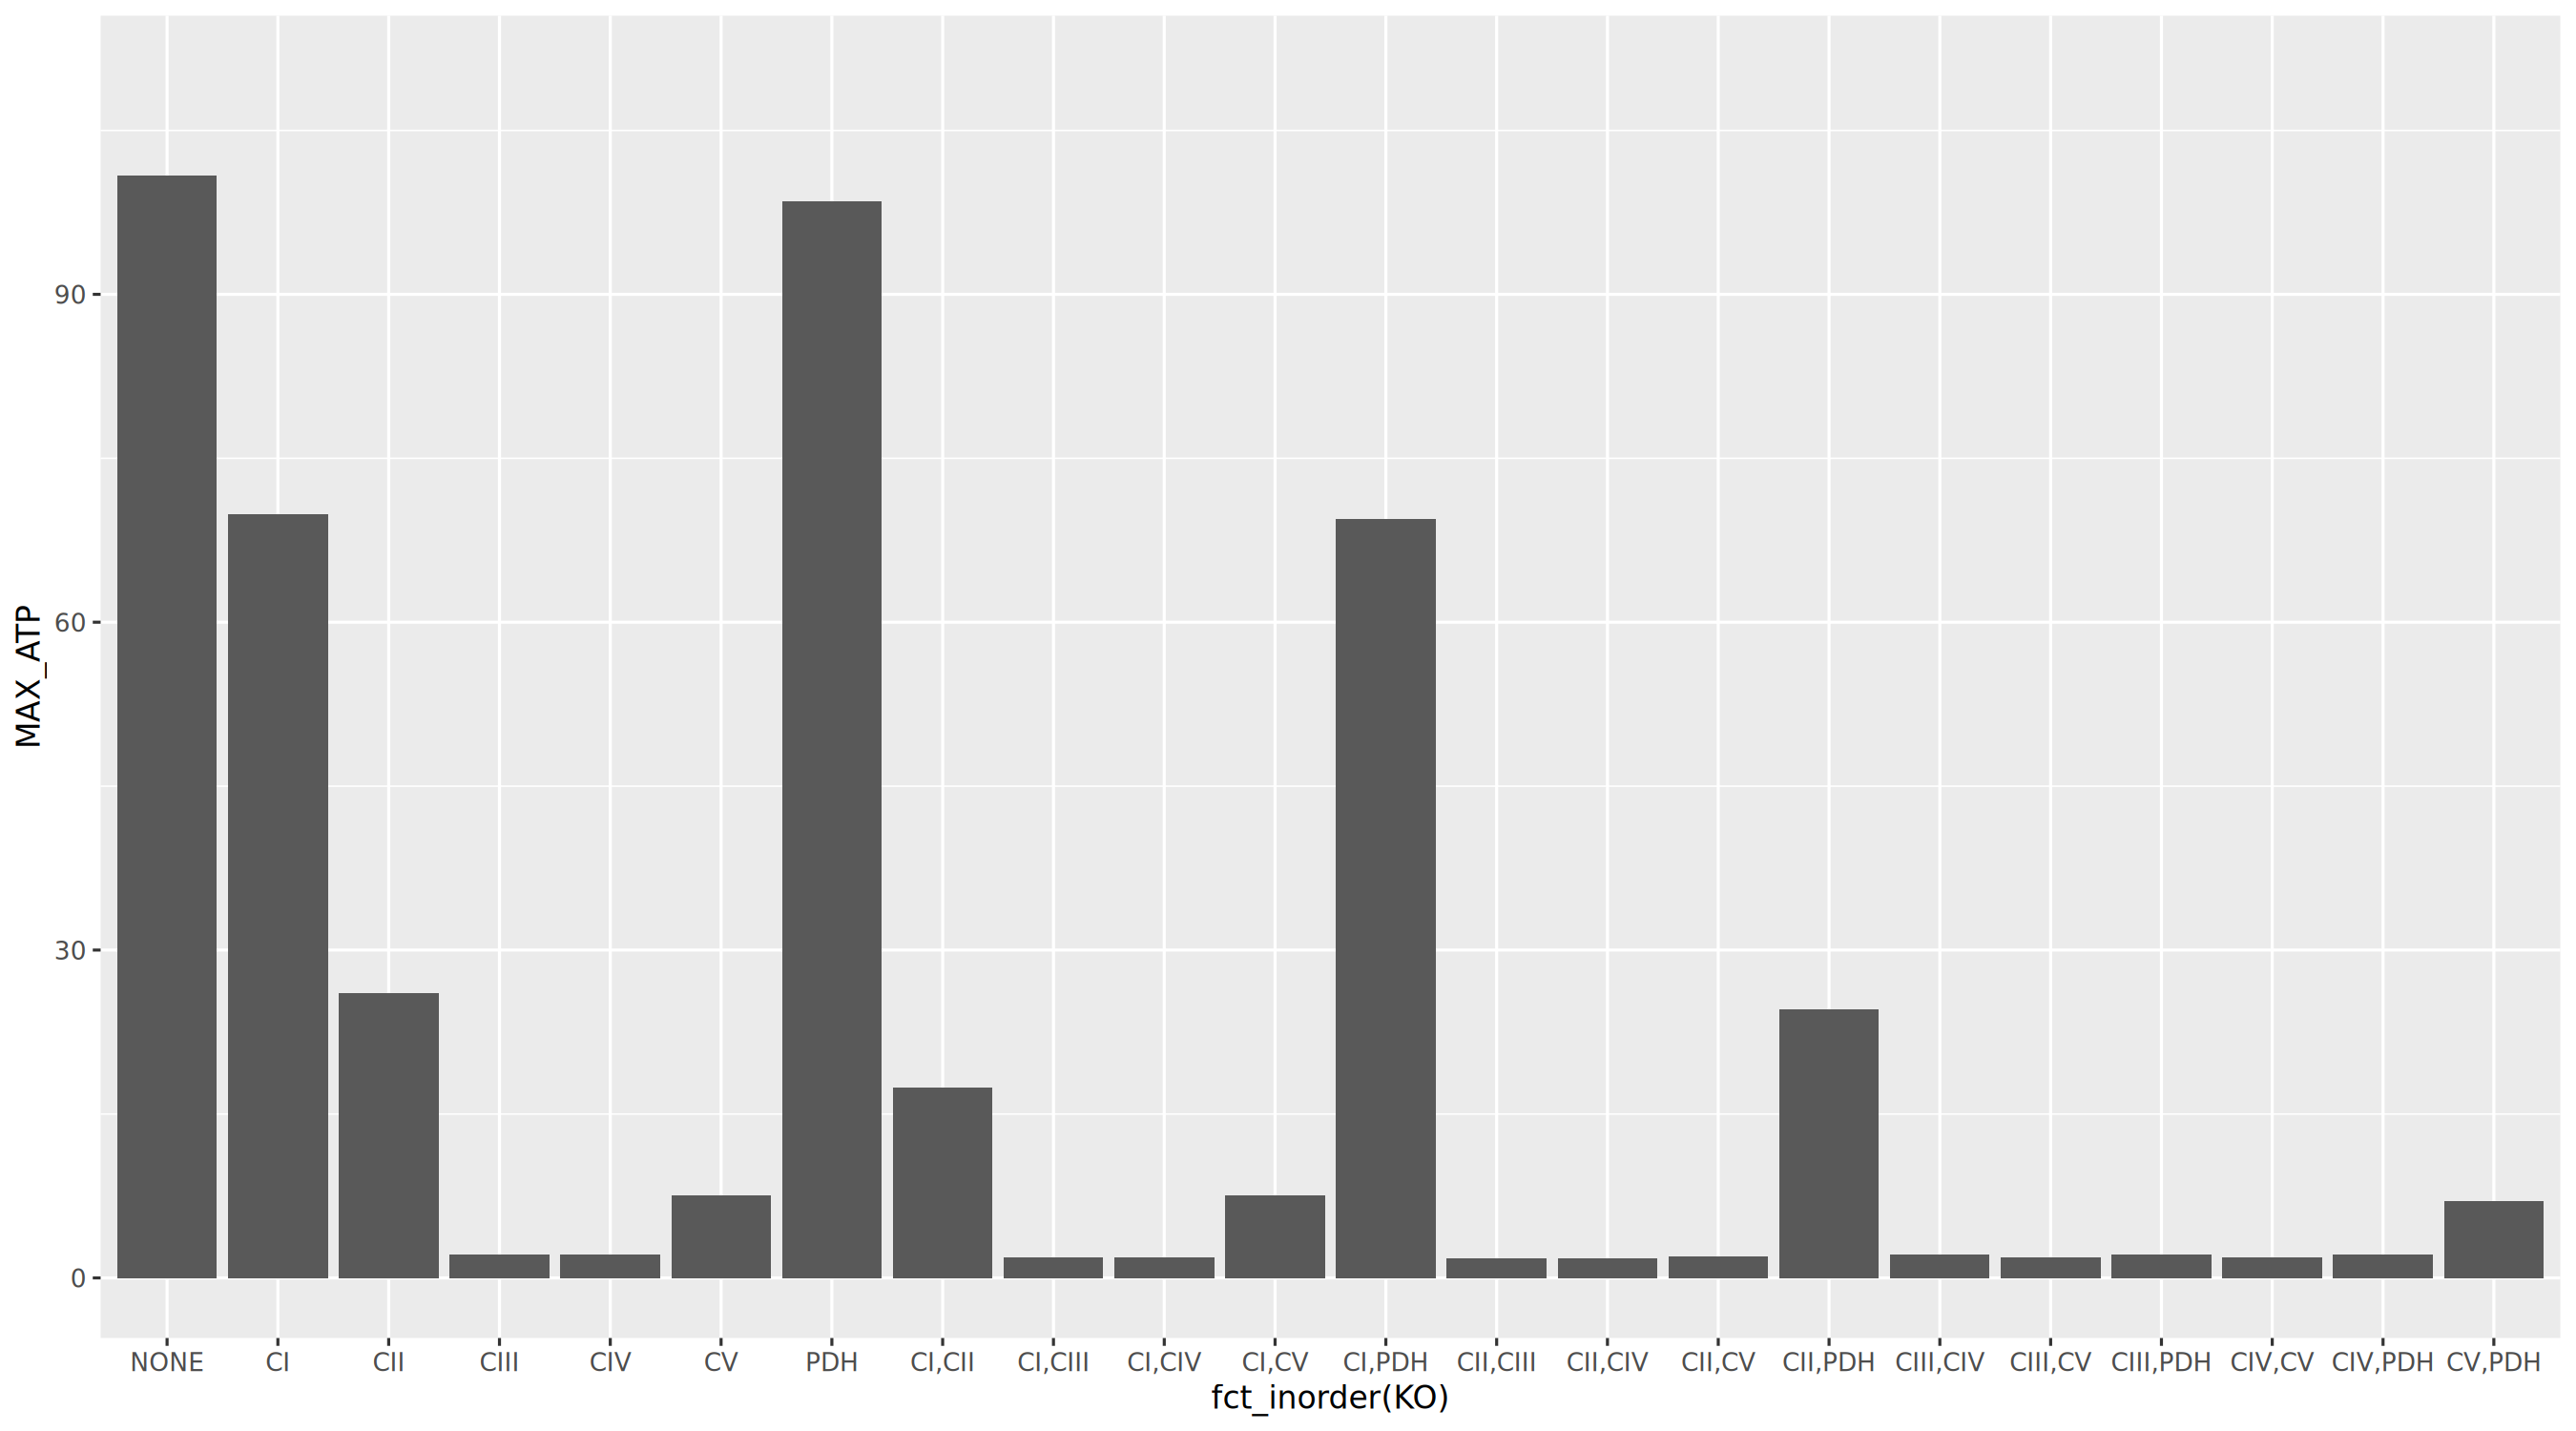 MAX_ATP
90
60
30
0
NONE CI CII CIII CIV CV PDH CI,CII CI,CIII CI,CIV CI,CV CI,PDH CII,CIII CII,CIV CII,CV CII,PDH CIII,CIV CIII,CV CIII,PDH CIV,CV CIV,PDH CV,PDH
fct_inorder(KO)